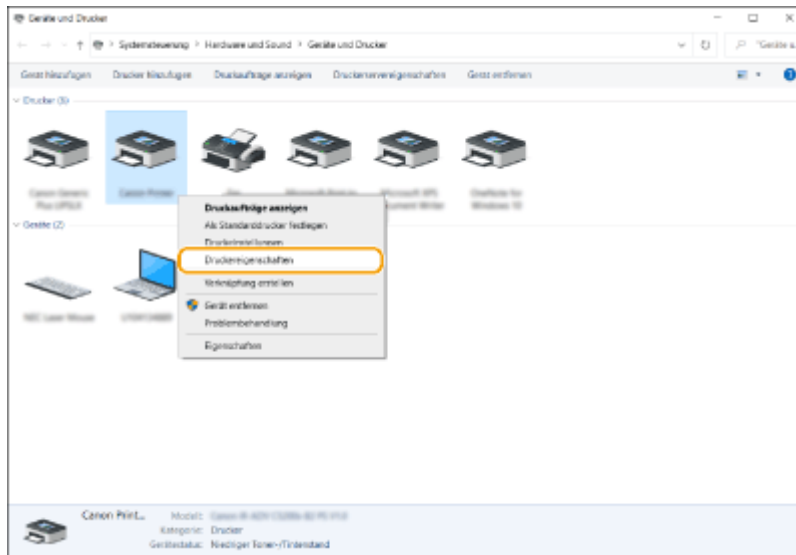 Geräte und Drucker
Systemsteuerung > Hardware und Sound > Geräte und Drucker
Gerät hinzufügen Drucker hinzufügen Druckaufträge anzeigen Druckerservereigenschaften Gerät entfernen
Drucker (6)
Druckaufträge anzeigen
Als Standarddrucker festlegen
Druckeinstellungen
Druckereigenschaften
Verknüpfung erstellen
Gerät entfernen
Problembehandlung
Eigenschaften
Geräte (2)
Canon Print... Modell:
Kategorie: Drucker
Gerätestatus: Niedriger Toner-/Tintenstand